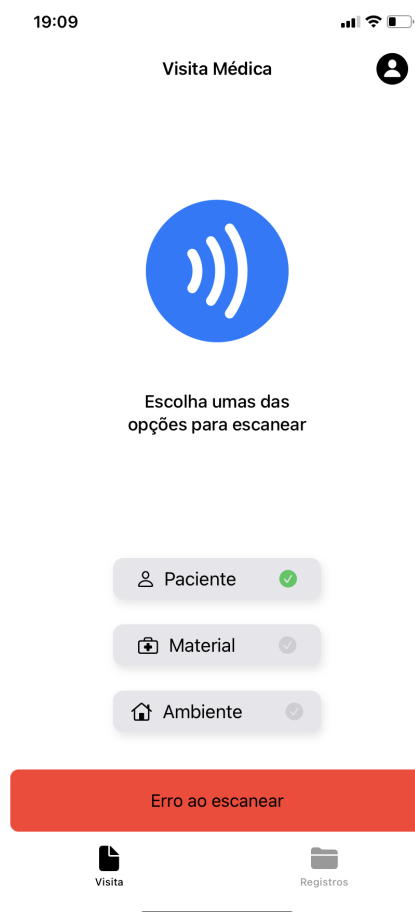 19:09
Visita Médica
Escolha umas das
opções para escanear
Paciente
Material
Ambiente
Erro ao escanear
Visita
Registros